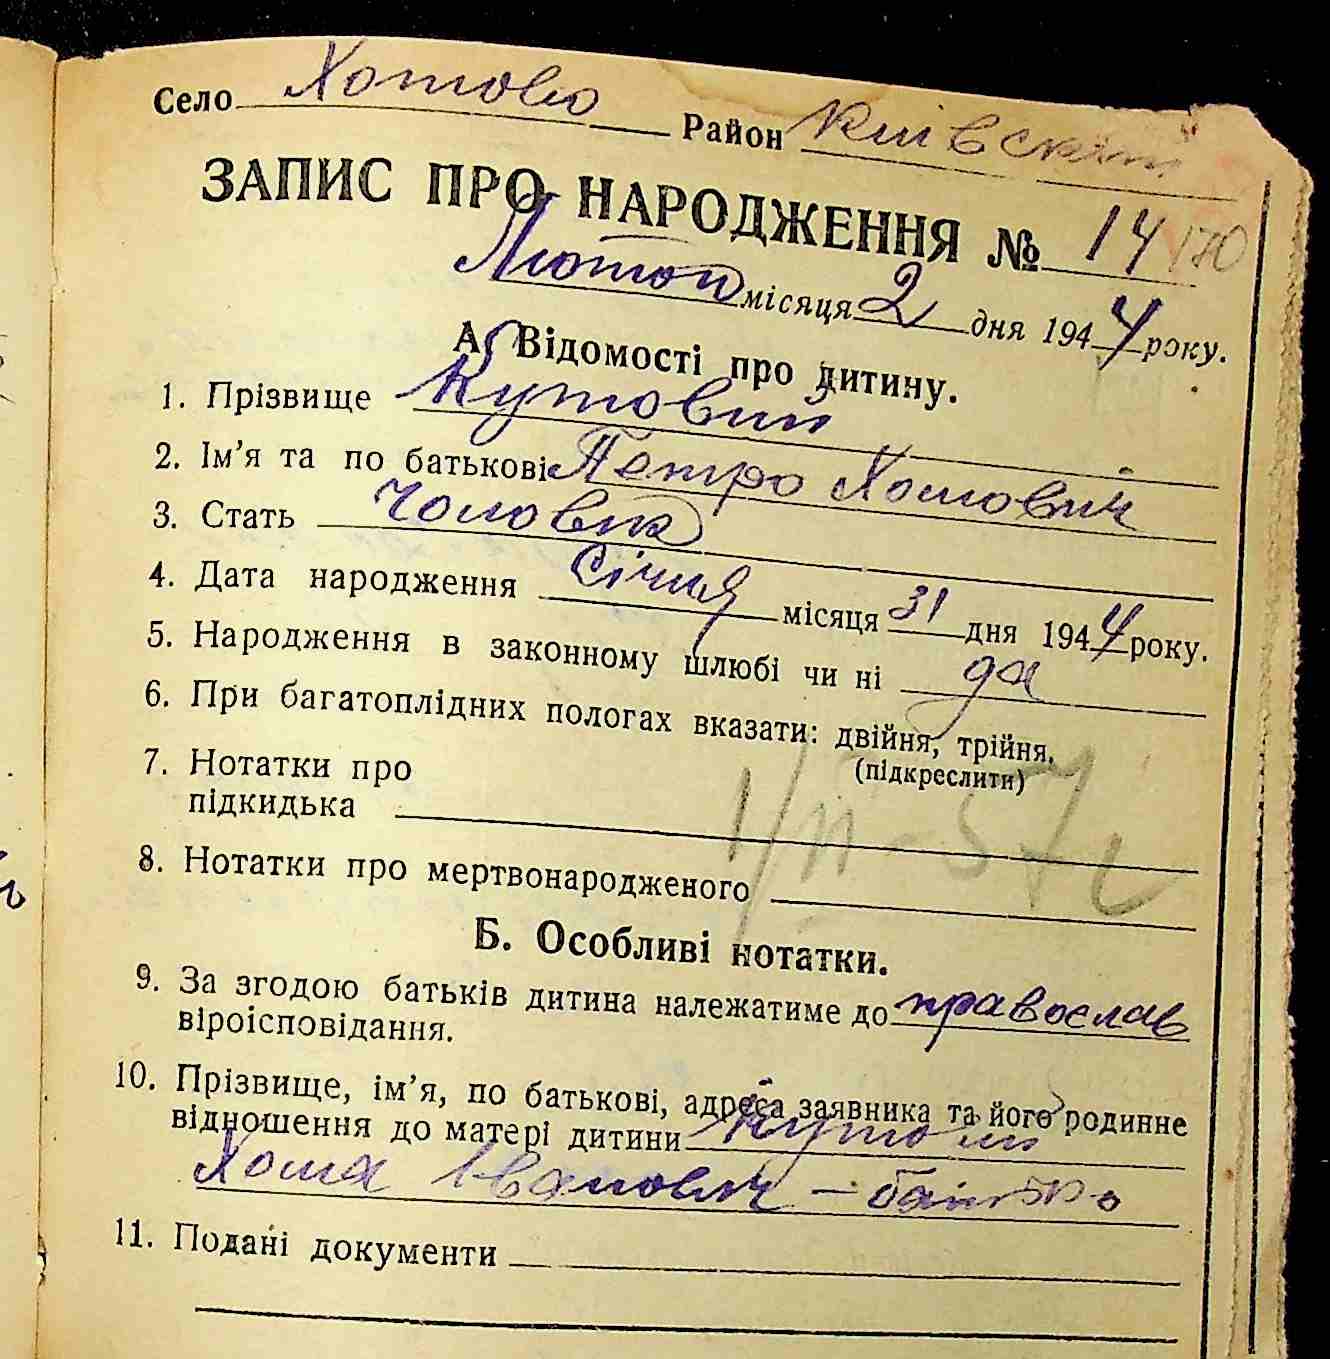 Село Хотово Район Київский
ЗАПИС ПРО НАРОДЖЕННЯ № 14 170
Лютого місяця 2 дня 1944 року.
А. Відомості про дитину.
1. Прізвище Кутовий
2. Ім'я та по батькові Петро Хомович
3. Стать Чоловік
4. Дата народження Січня місяця 31 дня 1944 року.
5. Народження в законному шлюбі чи ні да
6. При багатоплідних пологах вказати: двійня, трійня.
(підкреслити)
7. Нотатки про
підкидька
8. Нотатки про мертвонародженого
Б. Особливі нотатки.
9. За згодою батьків дитина належатиме до православ
віроісповідання.
10. Прізвище, ім'я, по батькові, адреса заявника та його родинне
відношення до матері дитини Кутовий
Хома Іванович – батько
11. Подані документи